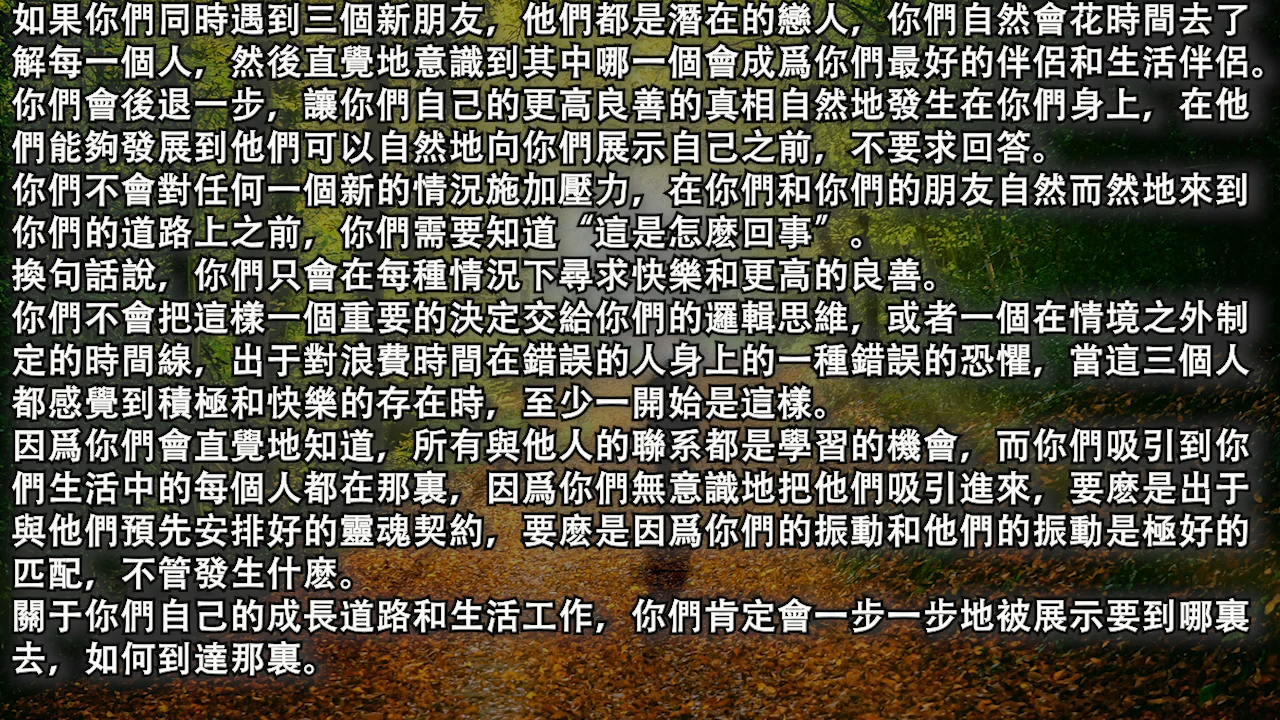 如果你們同時遇到三個新朋友，他們都是潛在的戀人，你們自然會花時間去了
解每一個人，然後直覺地意識到其中哪一個會成爲你們最好的伴侶和生活伴侶。
你們會後退一步，讓你們自己的更高良善的真相自然地發生在你們身上，在他
們能夠發展到他們可以自然地向你們展示自己之前，不要求回答。
你們不會對任何一個新的情況施加壓力，在你們和你們的朋友自然而然地來到
你們的道路上之前，你們需要知道“這是怎麽回事”。
換句話說，你們只會在每種情況下尋求快樂和更高的良善。
你們不會把這樣一個重要的決定交給你們的邏輯思維，或者一個在情境之外制
定的時間線，出于對浪費時間在錯誤的人身上的一種錯誤的恐懼，當這三個人
都感覺到積極和快樂的存在時，至少一開始是這樣。
因爲你們會直覺地知道，所有與他人的聯系都是學習的機會，而你們吸引到你
們生活中的每個人都在那裏，因爲你們無意識地把他們吸引進來，要麽是出于
與他們預先安排好的靈魂契約，要麽是因爲你們的振動和他們的振動是極好的
匹配，不管發生什麽。
關于你們自己的成長道路和生活工作，你們肯定會一步一步地被展示要到哪裏
去，如何到達那裏。